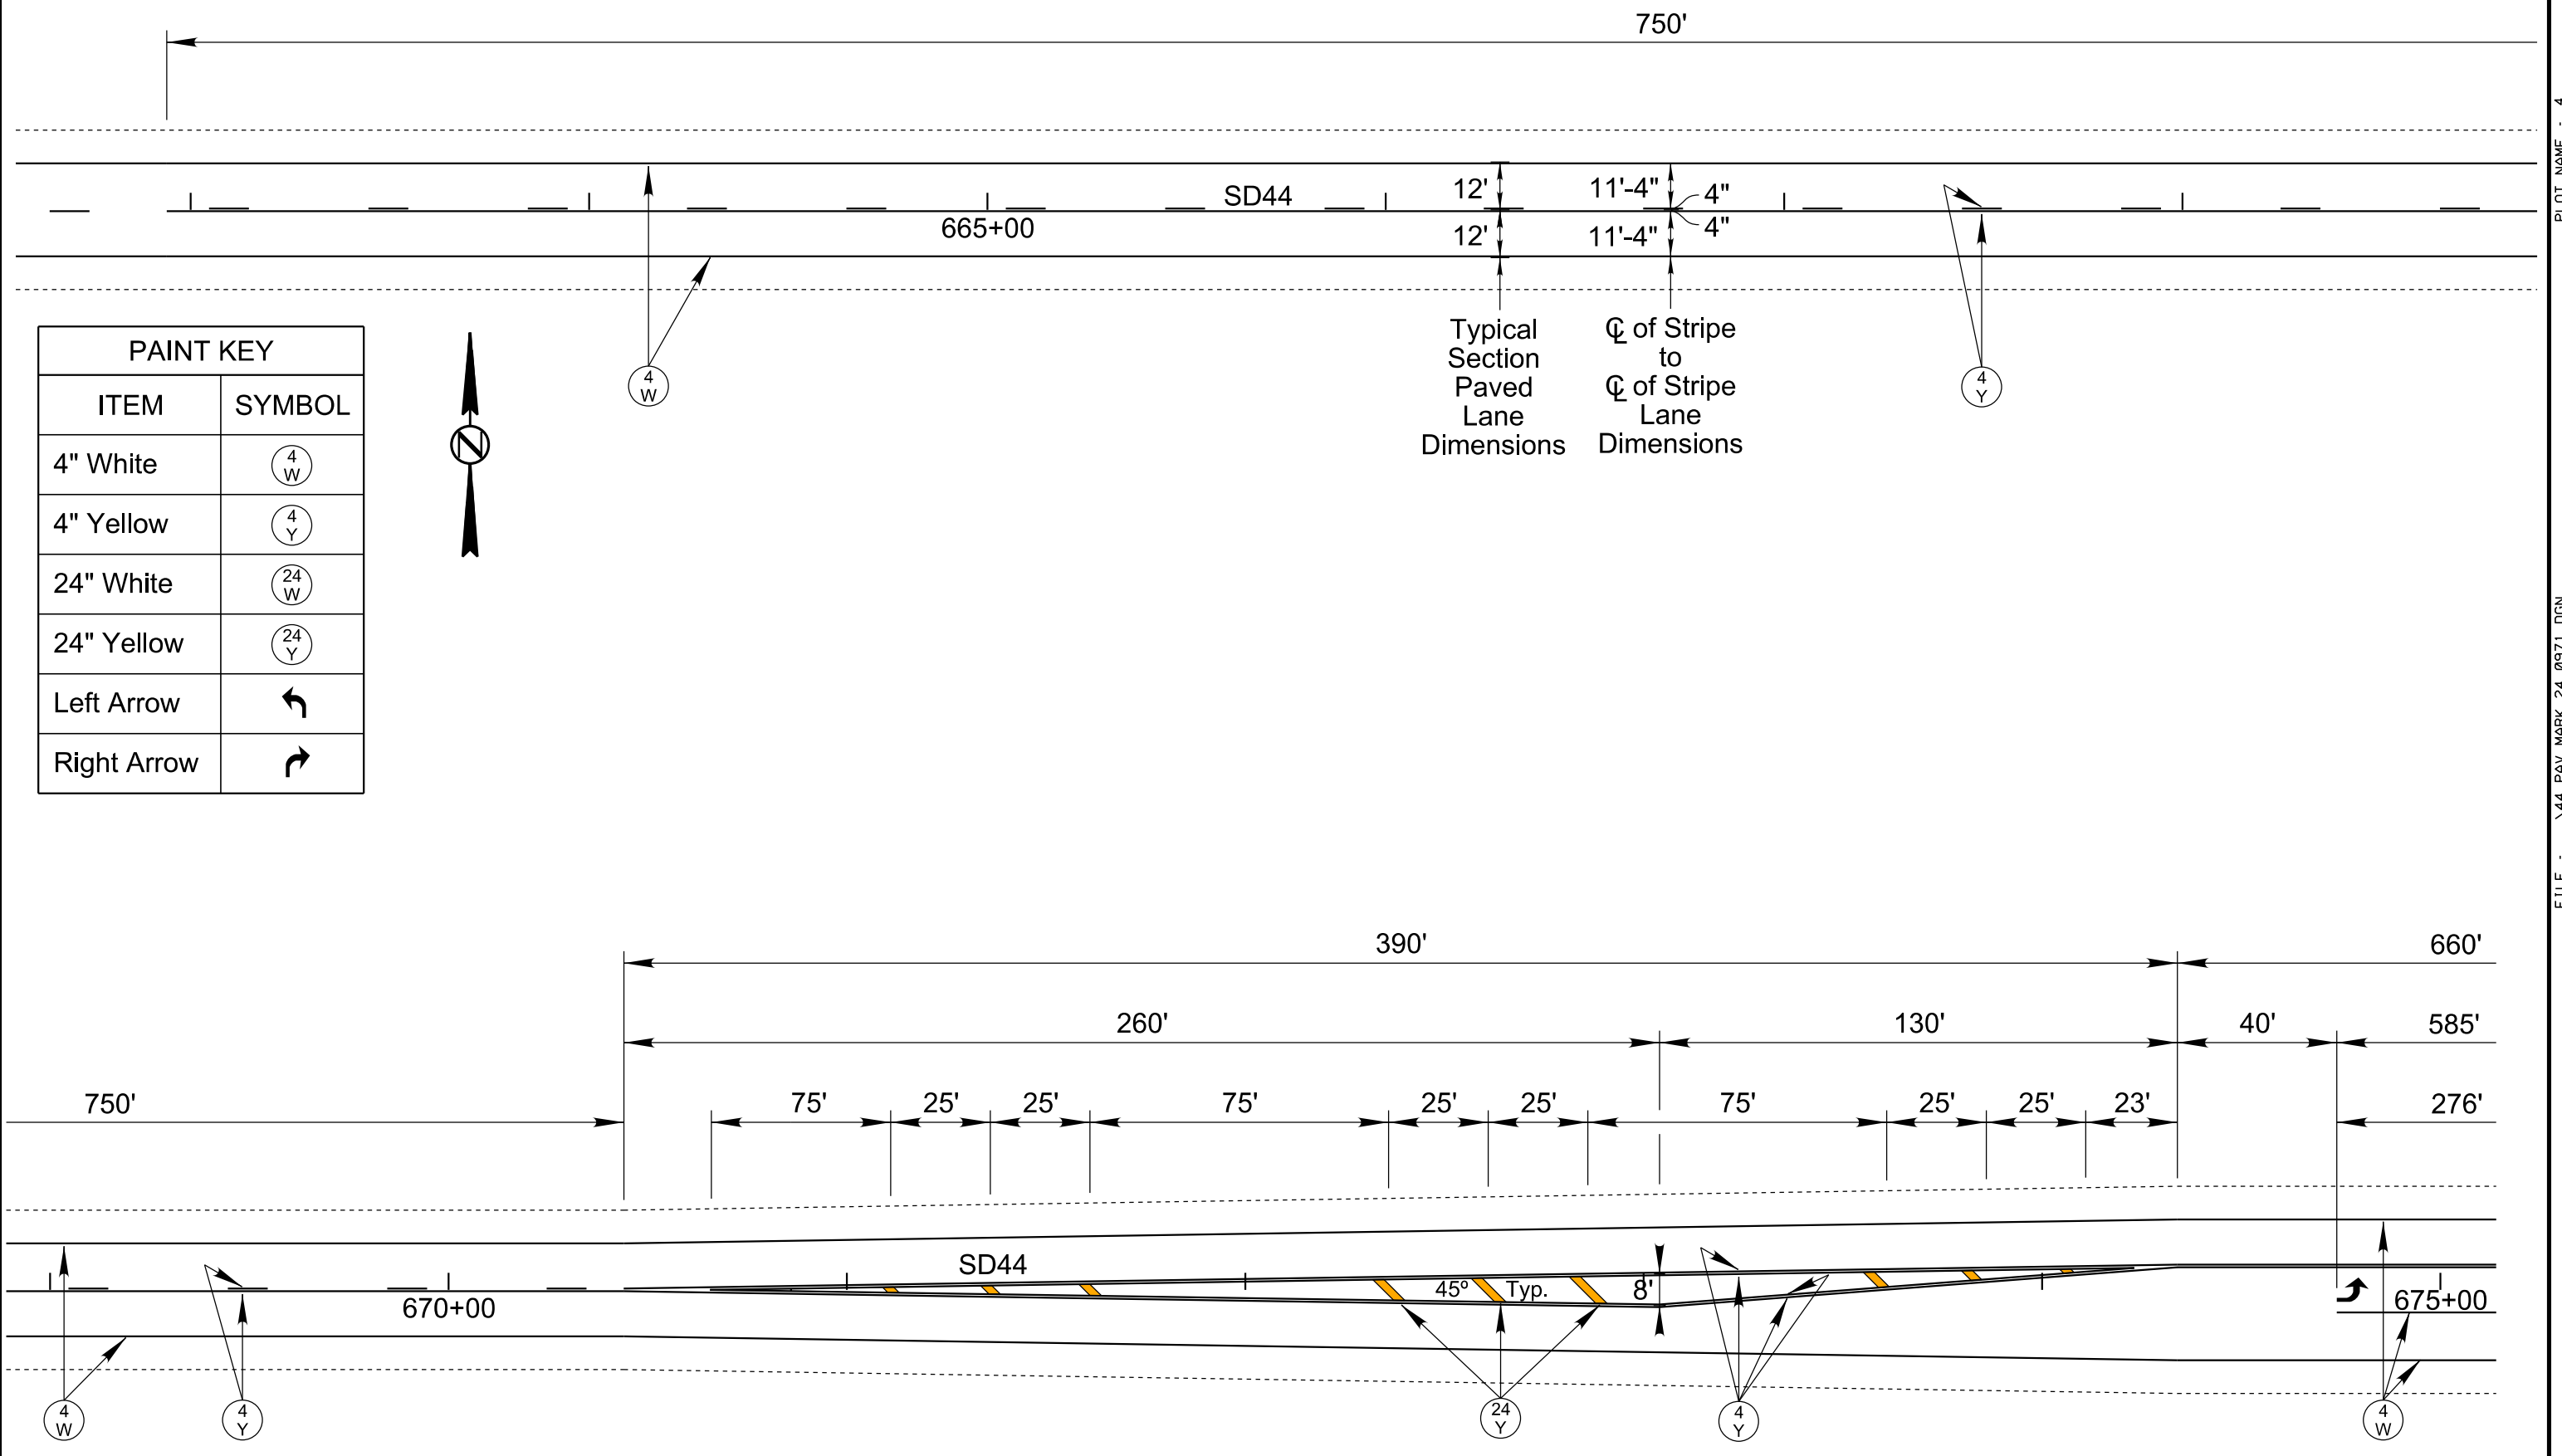 750'
SD44
665+00
12'
12'
11'-4"
11'-4"
4"
4"
Typical
Section
Paved
Lane
Dimensions
℄ of Stripe
to
℄ of Stripe
Lane
Dimensions
4
W
4
Y
N
PAINT KEY
ITEM SYMBOL
4" White 4 W
4" Yellow 4 Y
24" White 24 W
24" Yellow 24 Y
Left Arrow
Right Arrow
390' 660'
260' 130' 40' 585'
750' 75' 25' 25' 75' 25' 25' 75' 25' 25' 23' 276'
SD44
670+00
45º Typ.
8'
675+00
4
W
4
Y
24
Y
4
Y
4
W
PLOT NAME - 4